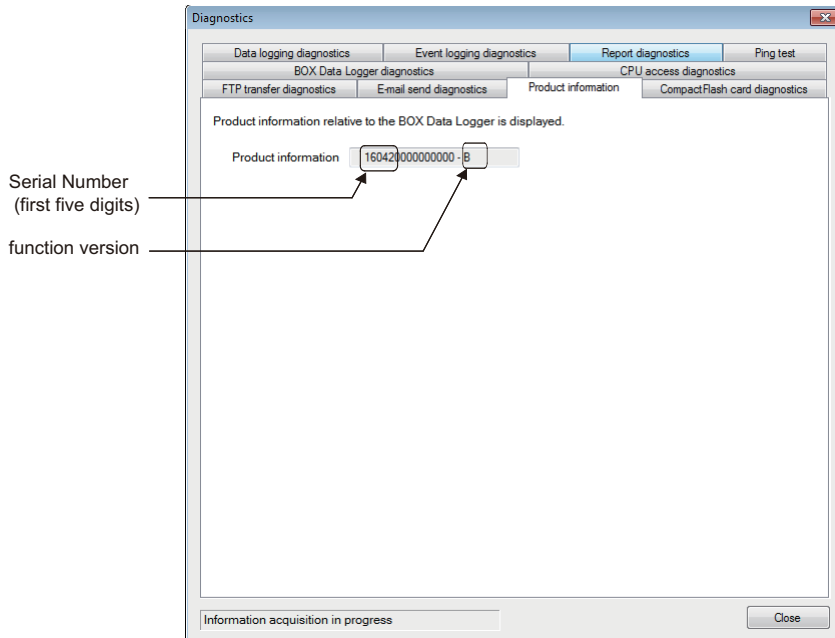 Diagnostics
Data logging diagnostics Event logging diagnostics Report diagnostics Ping test
BOX Data Logger diagnostics CPU access diagnostics
FTP transfer diagnostics E-mail send diagnostics Product information CompactFlash card diagnostics
Product information relative to the BOX Data Logger is displayed.
Product information 160420000000000 - B
Serial Number
(first five digits)
function version
Information acquisition in progress Close